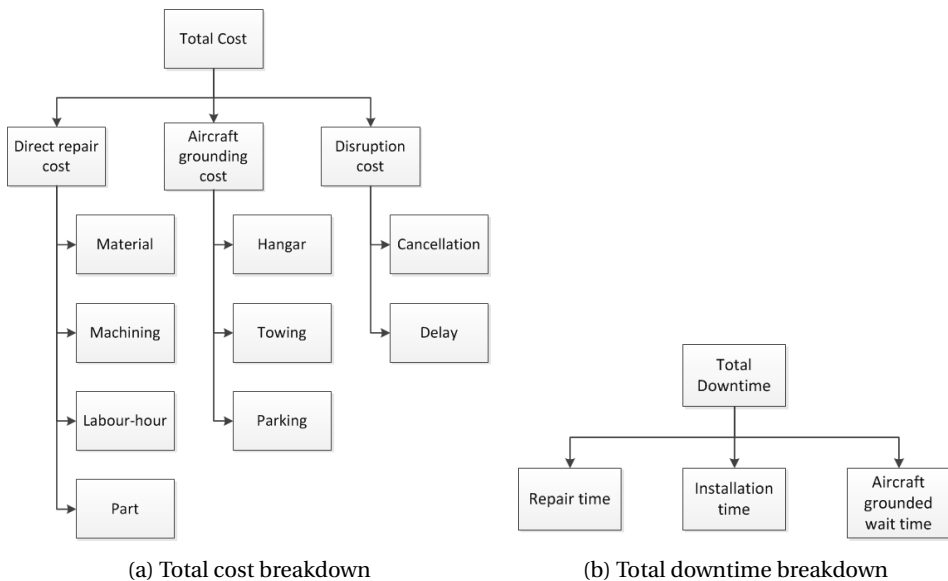 Total Cost
Direct repair
cost
Aircraft
grounding
cost
Disruption
cost
Material
Hangar
Cancellation
Machining
Towing
Delay
Labour-hour
Parking
Part
Total
Downtime
Repair time
Installation
time
Aircraft
grounded
wait time
(a) Total cost breakdown
(b) Total downtime breakdown